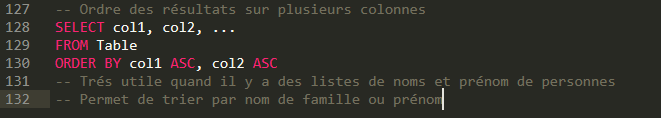 127 -- Ordre des résultats sur plusieurs colonnes
128 SELECT col1, col2, ...
129 FROM Table
130 ORDER BY col1 ASC, col2 ASC
131 -- Trés utile quand il y a des listes de noms et prénom de personnes
132 -- Permet de trier par nom de famille ou prénom